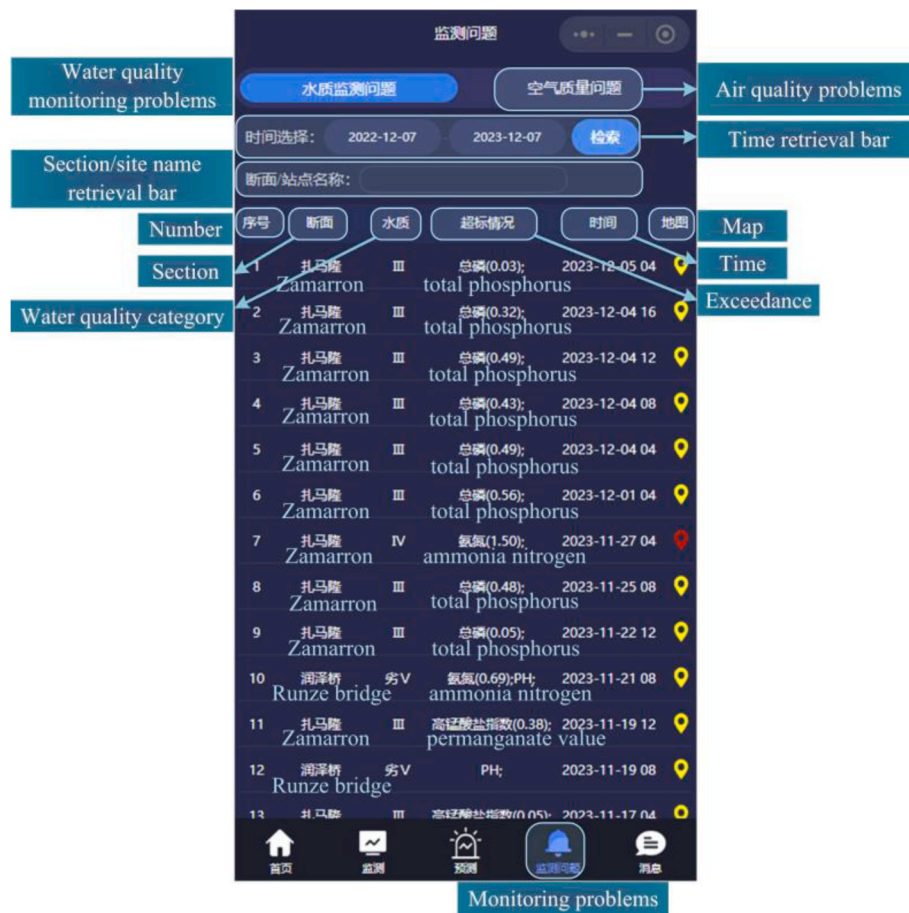 监测问题
Water quality
monitoring problems
水质监测问题
空气质量问题
Air quality problems
时间选择： 2022-12-07 - 2023-12-07 检索
Time retrieval bar
Section/site name
retrieval bar
断面/站点名称：
序号 断面 水质 超标情况 时间 地图
Number
Map
Section
Time
Water quality category
Exceedance
1 扎马隆 III 总磷(0.03); 2023-12-05 04
Zamarron total phosphorus
2 扎马隆 III 总磷(0.32); 2023-12-04 16
Zamarron total phosphorus
3 扎马隆 III 总磷(0.49); 2023-12-04 12
Zamarron total phosphorus
4 扎马隆 III 总磷(0.43); 2023-12-04 08
Zamarron total phosphorus
5 扎马隆 III 总磷(0.49); 2023-12-04 04
Zamarron total phosphorus
6 扎马隆 III 总磷(0.56); 2023-12-01 04
Zamarron total phosphorus
7 扎马隆 IV 氨氮(1.50); 2023-11-27 04
Zamarron ammonia nitrogen
8 扎马隆 III 总磷(0.48); 2023-11-25 08
Zamarron total phosphorus
9 扎马隆 III 总磷(0.05); 2023-11-22 12
Zamarron total phosphorus
10 润泽桥 劣V 氨氮(0.69);PH; 2023-11-21 08
Runze bridge ammonia nitrogen
11 扎马隆 III 高锰酸盐指数(0.38); 2023-11-19 12
Zamarron permanganate value
12 润泽桥 劣V PH; 2023-11-19 08
Runze bridge
13 扎马隆 III 高锰酸盐指数(0.05); 2023-11-17 04
首页 监测 预测 监测问题 消息
Monitoring problems